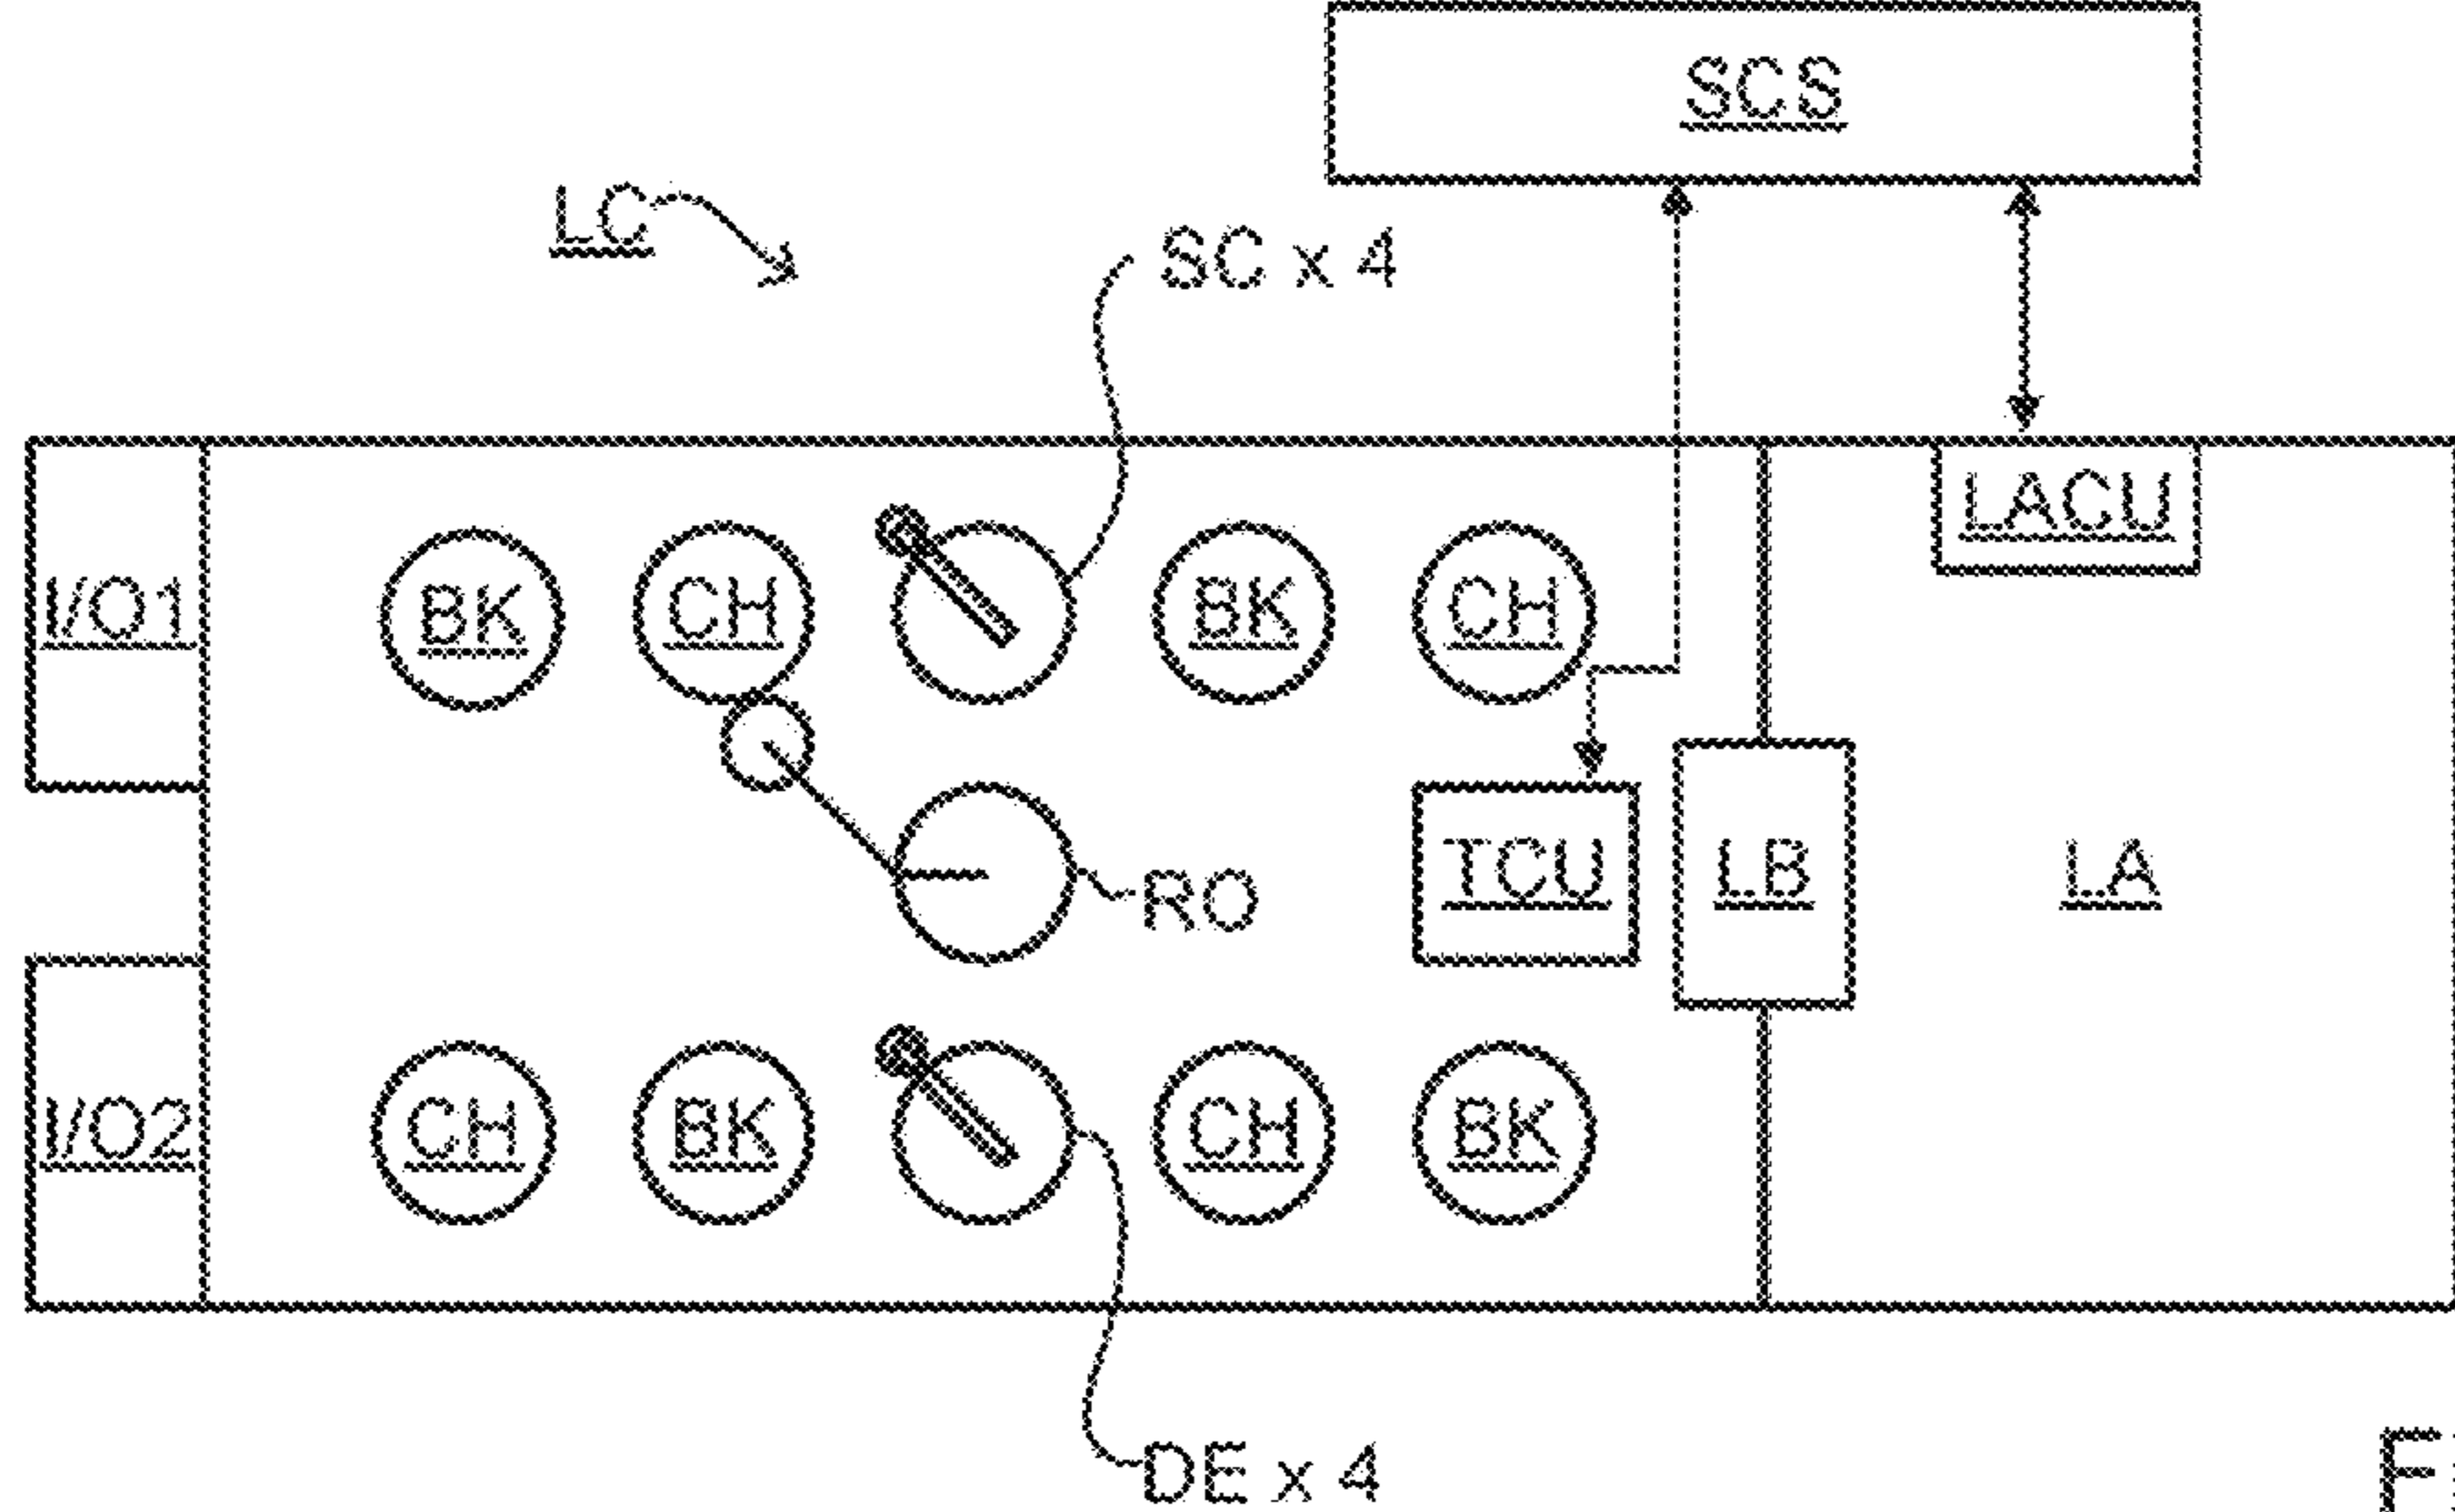 SCS
LC
SC x 4
LACU
I/O1
BK
CH
BK
CH
RO
TCU
LB
LA
I/O2
CH
BK
CH
BK
DE x 4